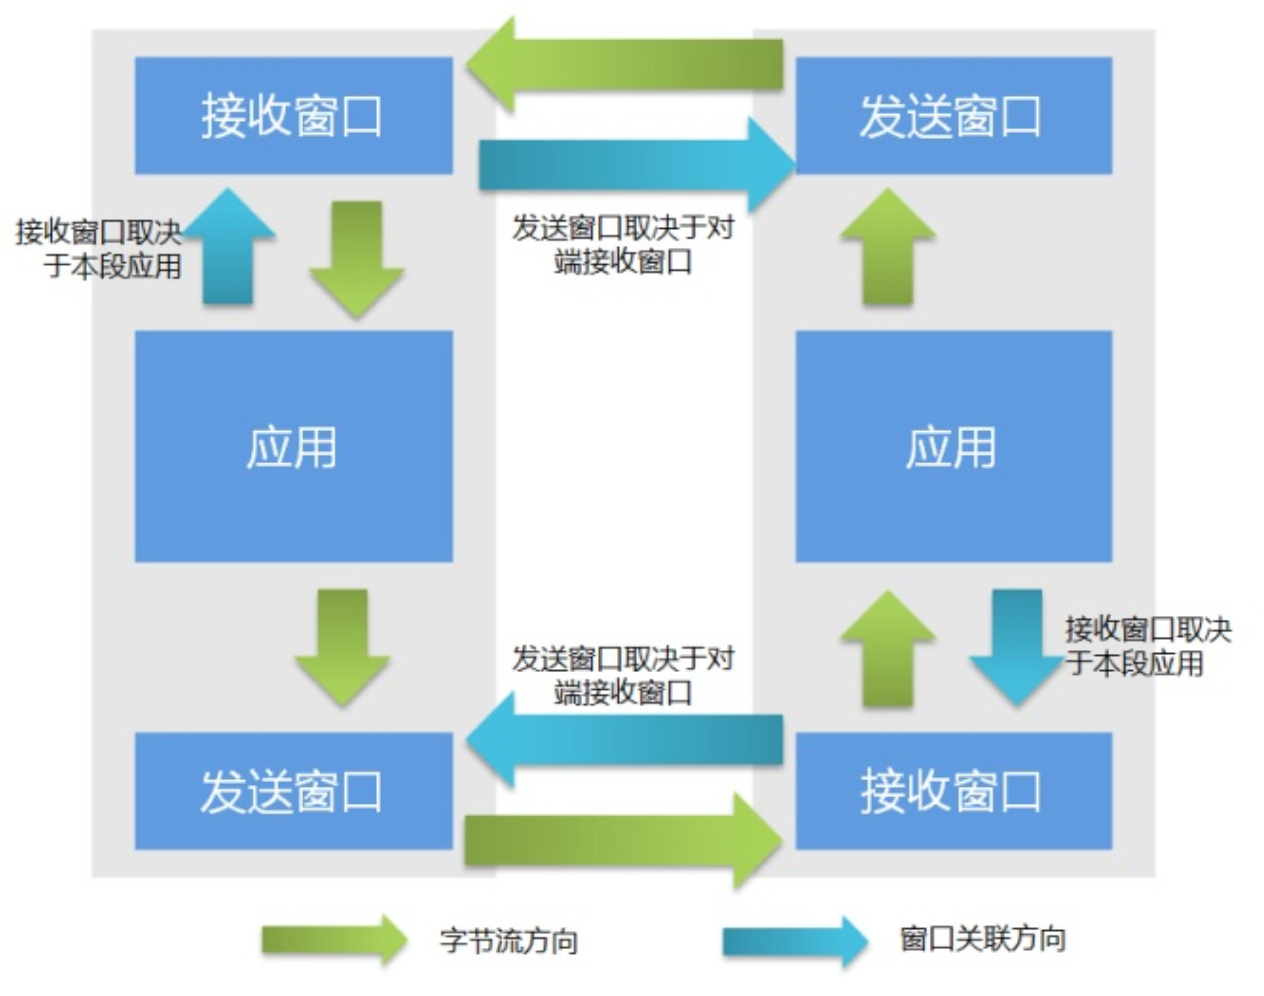 接收窗口
发送窗口
接收窗口取决
于本段应用
发送窗口取决于对
端接收窗口
应用
应用
发送窗口取决于对
端接收窗口
接收窗口取决
于本段应用
发送窗口
接收窗口
字节流方向
窗口关联方向